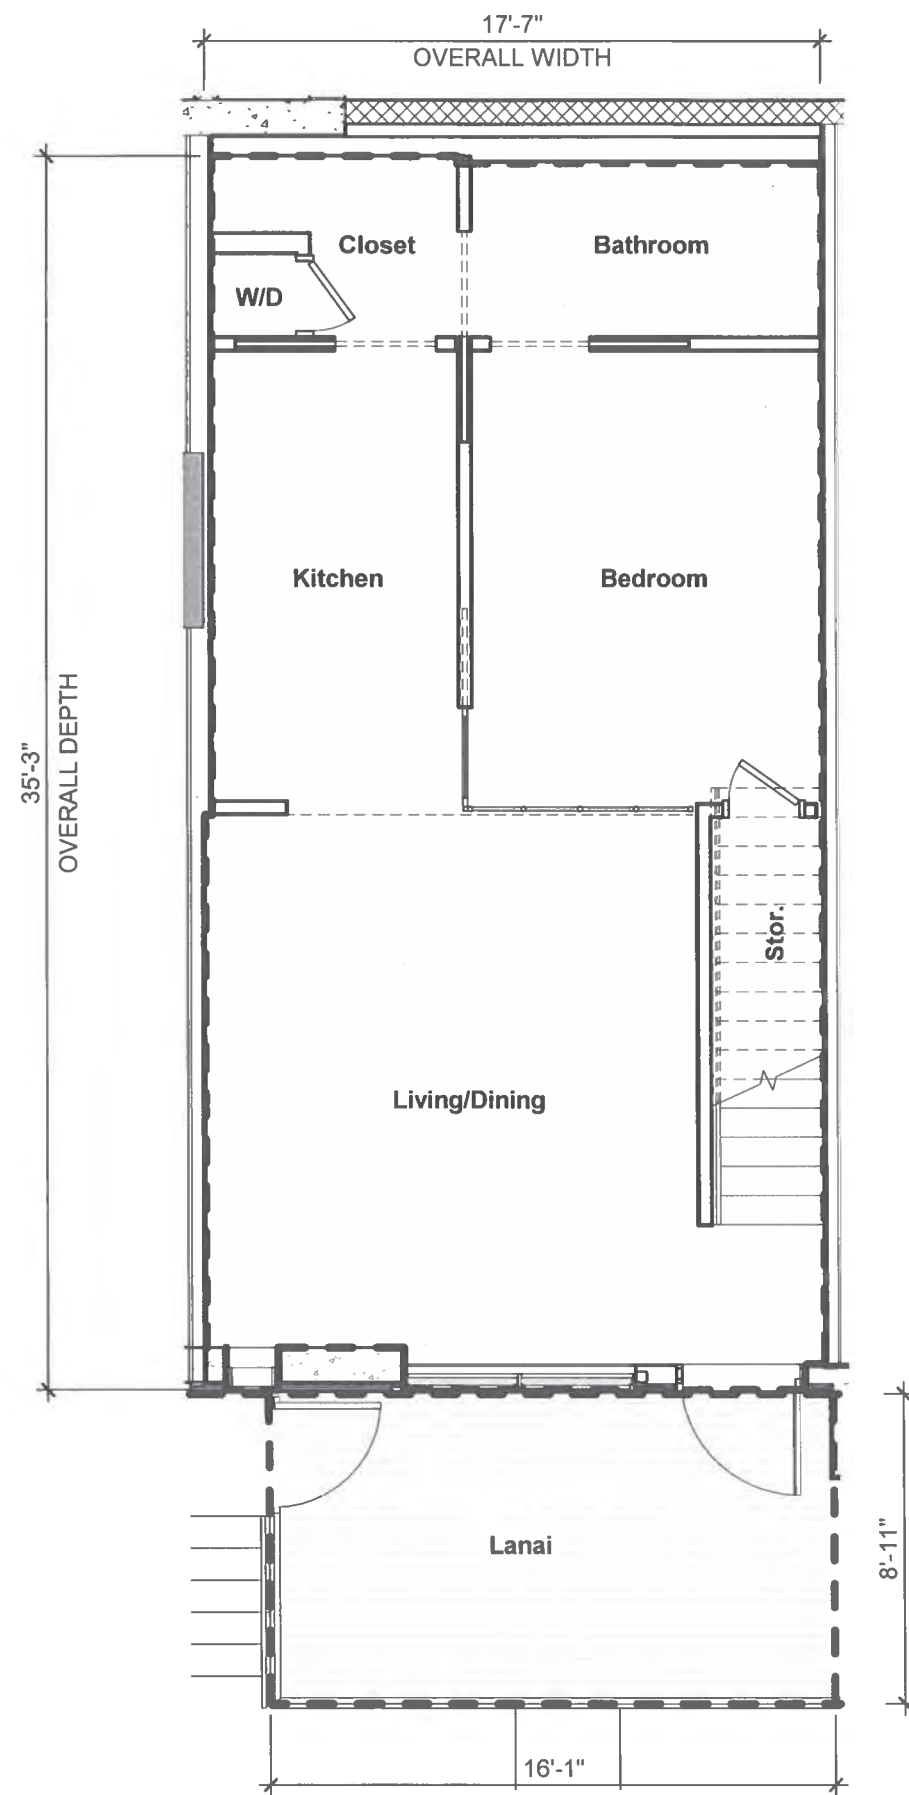 17'-7"
OVERALL WIDTH
Closet
Bathroom
W/D
Kitchen
Bedroom
35'-3"
OVERALL DEPTH
Stor.
Living/Dining
Lanai
8'-11"
16'-1"